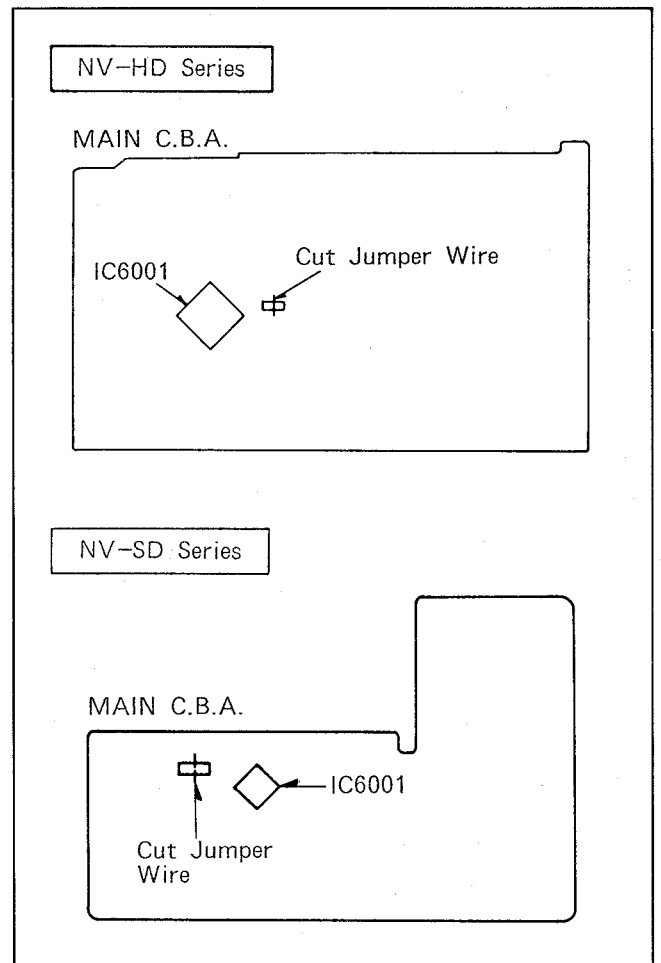 NV-HD Series
MAIN C.B.A.
Cut Jumper Wire
IC6001
NV-SD Series
MAIN C.B.A.
IC6001
Cut Jumper
Wire